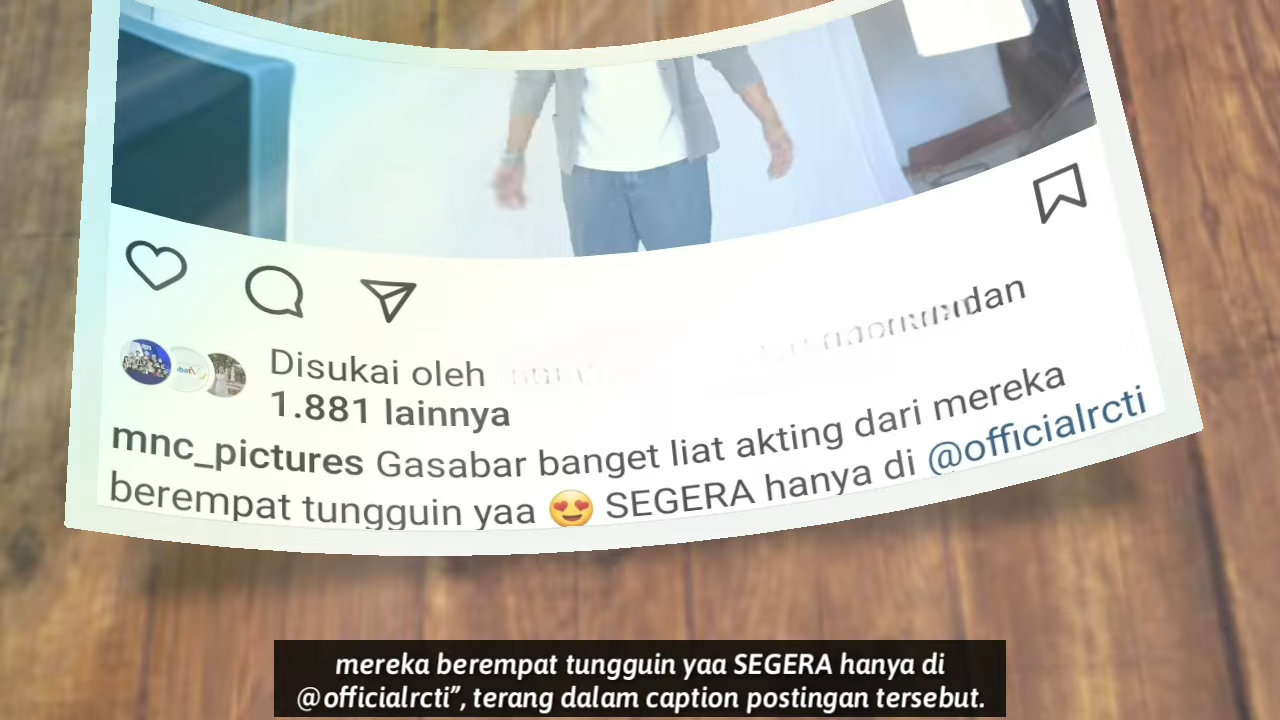 Disukai oleh dan
1.881 lainnya
mnc_pictures Gasabar banget liat akting dari mereka
berempat tungguin yaa 😍 SEGERA hanya di @officialrcti
mereka berempat tungguin yaa SEGERA hanya di
@officialrcti”, terang dalam caption postingan tersebut.